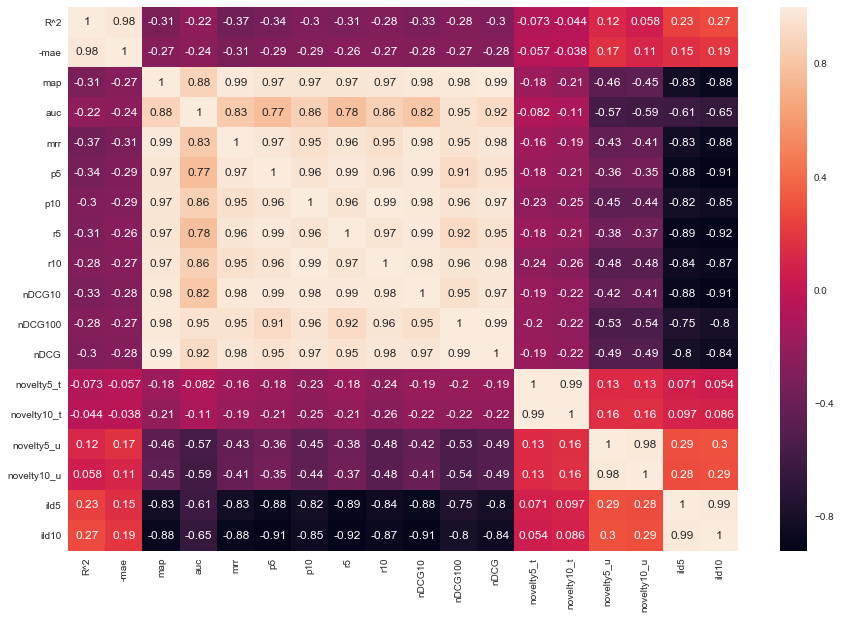 R^2 1 0.98 -0.31 -0.22 -0.37 -0.34 -0.3 -0.31 -0.28 -0.33 -0.28 -0.3 -0.073 -0.044 0.12 0.058 0.23 0.27
-mae 0.98 1 -0.27 -0.24 -0.31 -0.29 -0.29 -0.26 -0.27 -0.28 -0.27 -0.28 -0.057 -0.038 0.17 0.11 0.15 0.19
map -0.31 -0.27 1 0.88 0.99 0.97 0.97 0.97 0.97 0.98 0.98 0.99 -0.18 -0.21 -0.46 -0.45 -0.83 -0.88
auc -0.22 -0.24 0.88 1 0.83 0.77 0.86 0.78 0.86 0.82 0.95 0.92 -0.082 -0.11 -0.57 -0.59 -0.61 -0.65
mrr -0.37 -0.31 0.99 0.83 1 0.97 0.95 0.96 0.95 0.98 0.95 0.98 -0.16 -0.19 -0.43 -0.41 -0.83 -0.88
p5 -0.34 -0.29 0.97 0.77 0.97 1 0.96 0.99 0.96 0.99 0.91 0.95 -0.18 -0.21 -0.36 -0.35 -0.88 -0.91
p10 -0.3 -0.29 0.97 0.86 0.95 0.96 1 0.96 0.99 0.98 0.96 0.97 -0.23 -0.25 -0.45 -0.44 -0.82 -0.85
r5 -0.31 -0.26 0.97 0.78 0.96 0.99 0.96 1 0.97 0.99 0.92 0.95 -0.18 -0.21 -0.38 -0.37 -0.89 -0.92
r10 -0.28 -0.27 0.97 0.86 0.95 0.96 0.99 0.97 1 0.98 0.96 0.98 -0.24 -0.26 -0.48 -0.48 -0.84 -0.87
nDCG10 -0.33 -0.28 0.98 0.82 0.98 0.99 0.98 0.99 0.98 1 0.95 0.97 -0.19 -0.22 -0.42 -0.41 -0.88 -0.91
nDCG100 -0.28 -0.27 0.98 0.95 0.95 0.91 0.96 0.92 0.96 0.95 1 0.99 -0.2 -0.22 -0.53 -0.54 -0.75 -0.8
nDCG -0.3 -0.28 0.99 0.92 0.98 0.95 0.97 0.95 0.98 0.97 0.99 1 -0.19 -0.22 -0.49 -0.49 -0.8 -0.84
novelty5_t -0.073 -0.057 -0.18 -0.082 -0.16 -0.18 -0.23 -0.18 -0.24 -0.19 -0.2 -0.19 1 0.99 0.13 0.13 0.071 0.054
novelty10_t -0.044 -0.038 -0.21 -0.11 -0.19 -0.21 -0.25 -0.21 -0.26 -0.22 -0.22 -0.22 0.99 1 0.16 0.16 0.097 0.086
novelty5_u 0.12 0.17 -0.46 -0.57 -0.43 -0.36 -0.45 -0.38 -0.48 -0.42 -0.53 -0.49 0.13 0.16 1 0.98 0.29 0.3
novelty10_u 0.058 0.11 -0.45 -0.59 -0.41 -0.35 -0.44 -0.37 -0.48 -0.41 -0.54 -0.49 0.13 0.16 0.98 1 0.28 0.29
ild5 0.23 0.15 -0.83 -0.61 -0.83 -0.88 -0.82 -0.89 -0.84 -0.88 -0.75 -0.8 0.071 0.097 0.29 0.28 1 0.99
ild10 0.27 0.19 -0.88 -0.65 -0.88 -0.91 -0.85 -0.92 -0.87 -0.91 -0.8 -0.84 0.054 0.086 0.3 0.29 0.99 1
R^2 -mae map auc mrr p5 p10 r5 r10 nDCG10 nDCG100 nDCG novelty5_t novelty10_t novelty5_u novelty10_u ild5 ild10
0.8
0.4
0.0
-0.4
-0.8